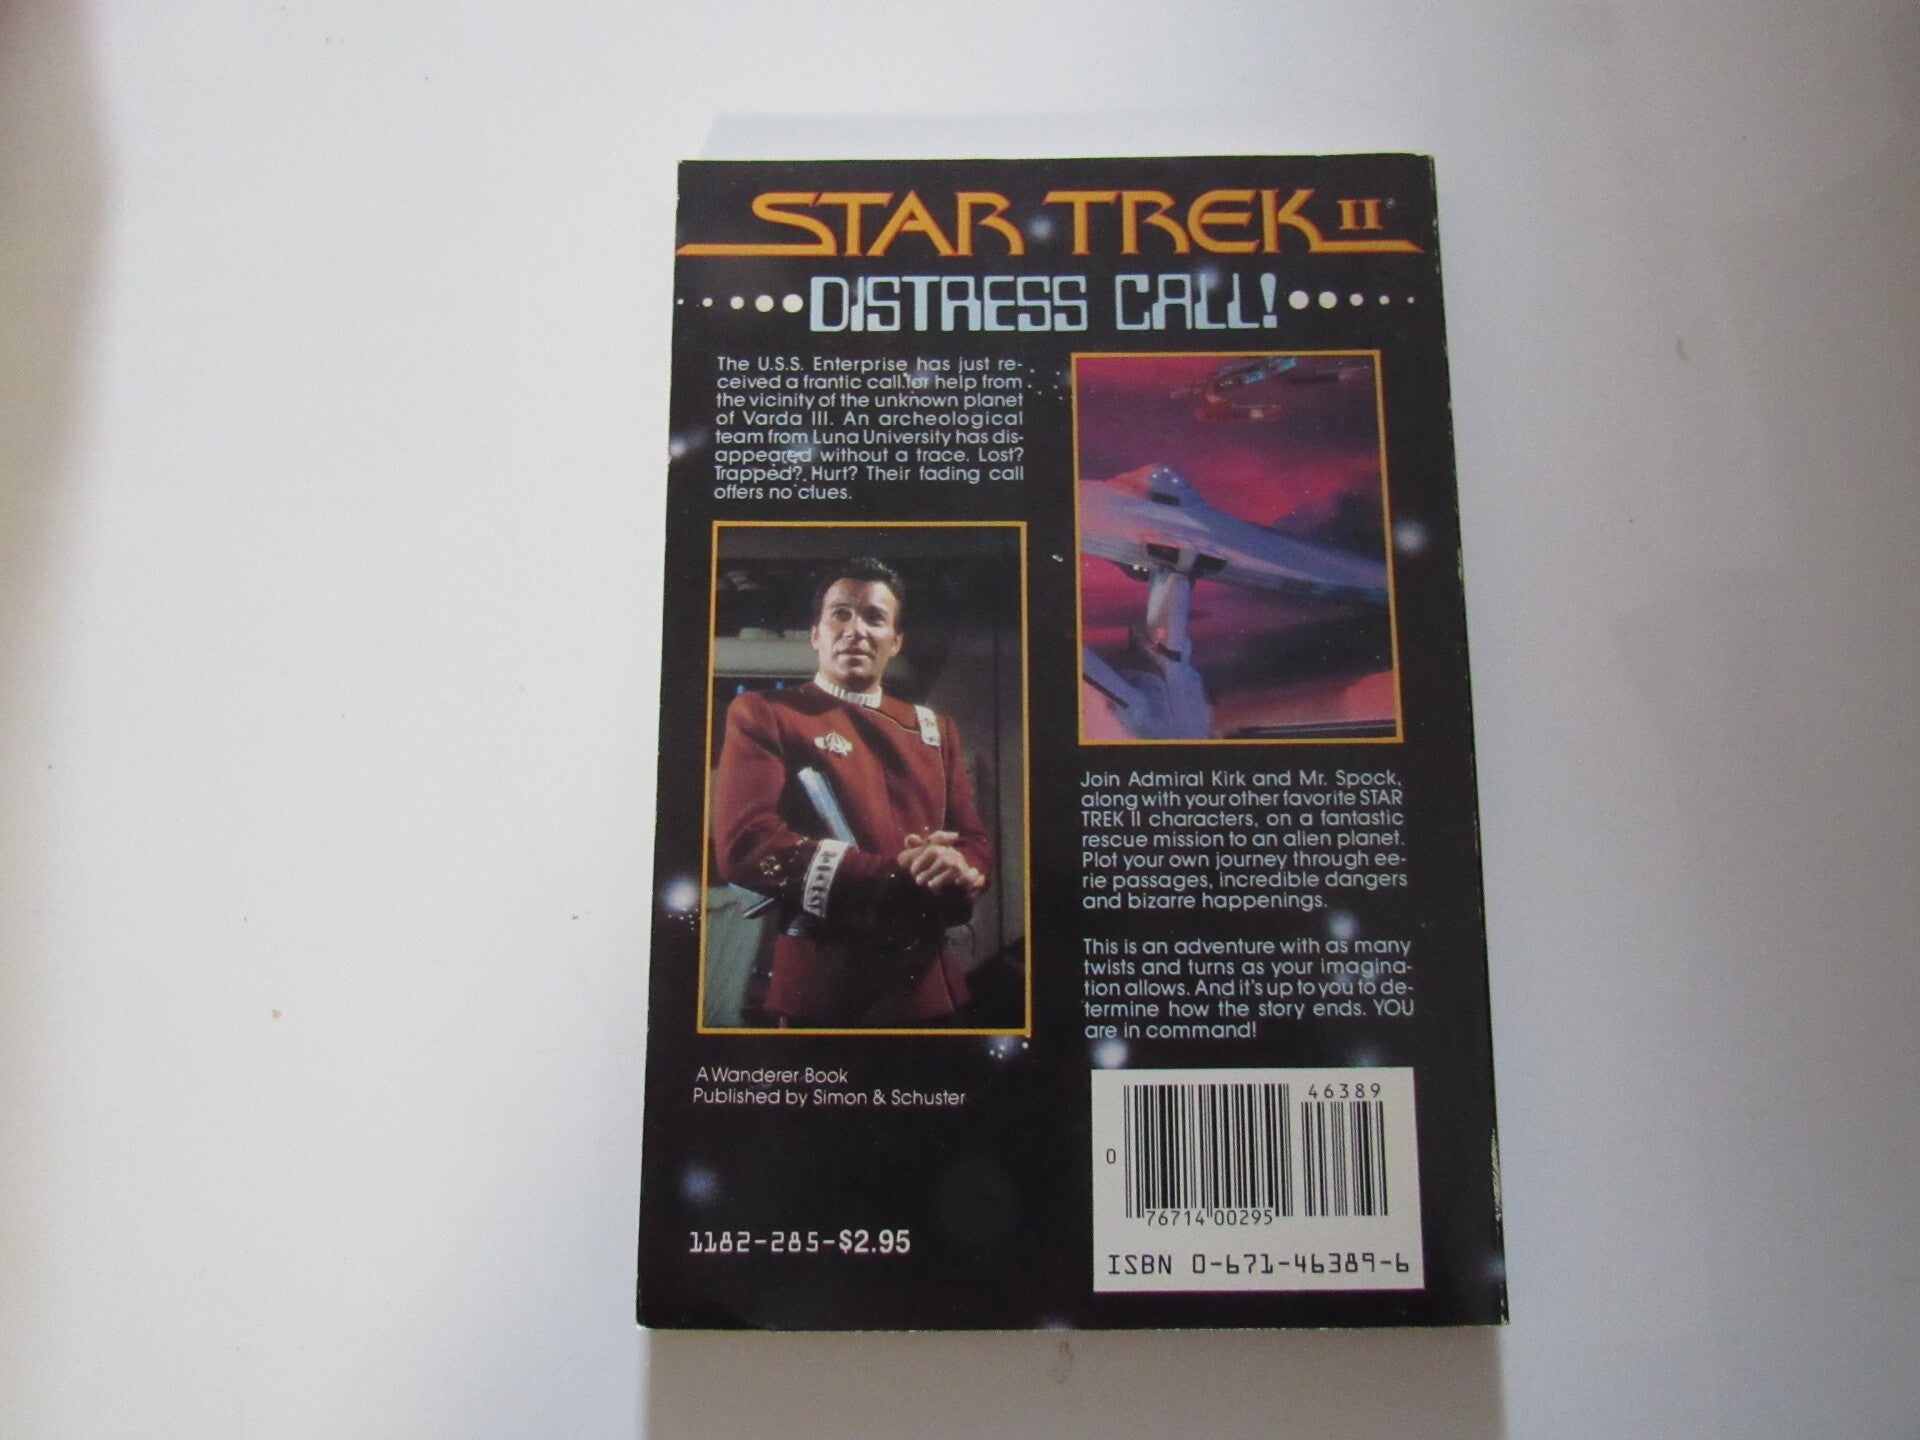 STAR TREK II®
DISTRESS CALL!
The U.S.S. Enterprise has just re-
ceived a frantic call for help from
the vicinity of the unknown planet
of Varda III. An archeological
team from Luna University has dis-
appeared without a trace. Lost?
Trapped? Hurt? Their fading call
offers no clues.
Join Admiral Kirk and Mr. Spock,
along with your other favorite STAR
TREK II characters, on a fantastic
rescue mission to an alien planet.
Plot your own journey through ee-
rie passages, incredible dangers
and bizarre happenings.
This is an adventure with as many
twists and turns as your imagina-
tion allows. And it's up to you to de-
termine how the story ends. YOU
are in command!
A Wanderer Book
Published by Simon & Schuster
1182-285-$2.95
46389
0
76714 00295
ISBN 0-671-46389-6